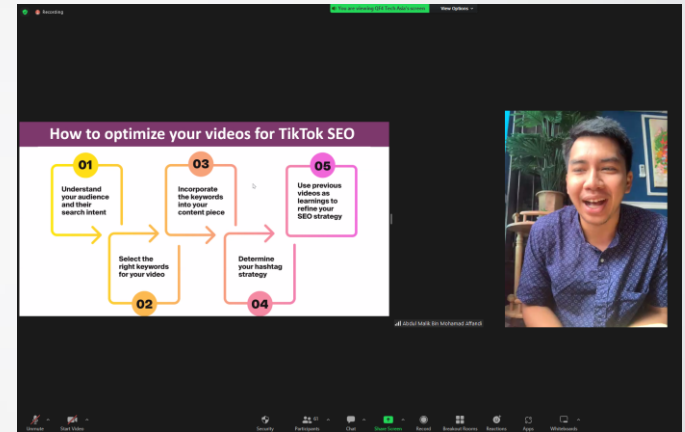 Recording
You are viewing QTE Tech Asia's screen
View Options
How to optimize your videos for TikTok SEO
01
Understand
your audience
and their
search intent
03
Incorporate
the keywords
into your
content piece
05
Use previous
videos as
learnings to
refine your
SEO strategy
Select the
right keywords
for your video
02
Determine
your hashtag
strategy
04
Abdul Malik Bin Mohamad Affandi
Unmute
Start Video
Security
Participants
41
Chat
Share Screen
Record
Breakout Rooms
Reactions
Apps
Whiteboards